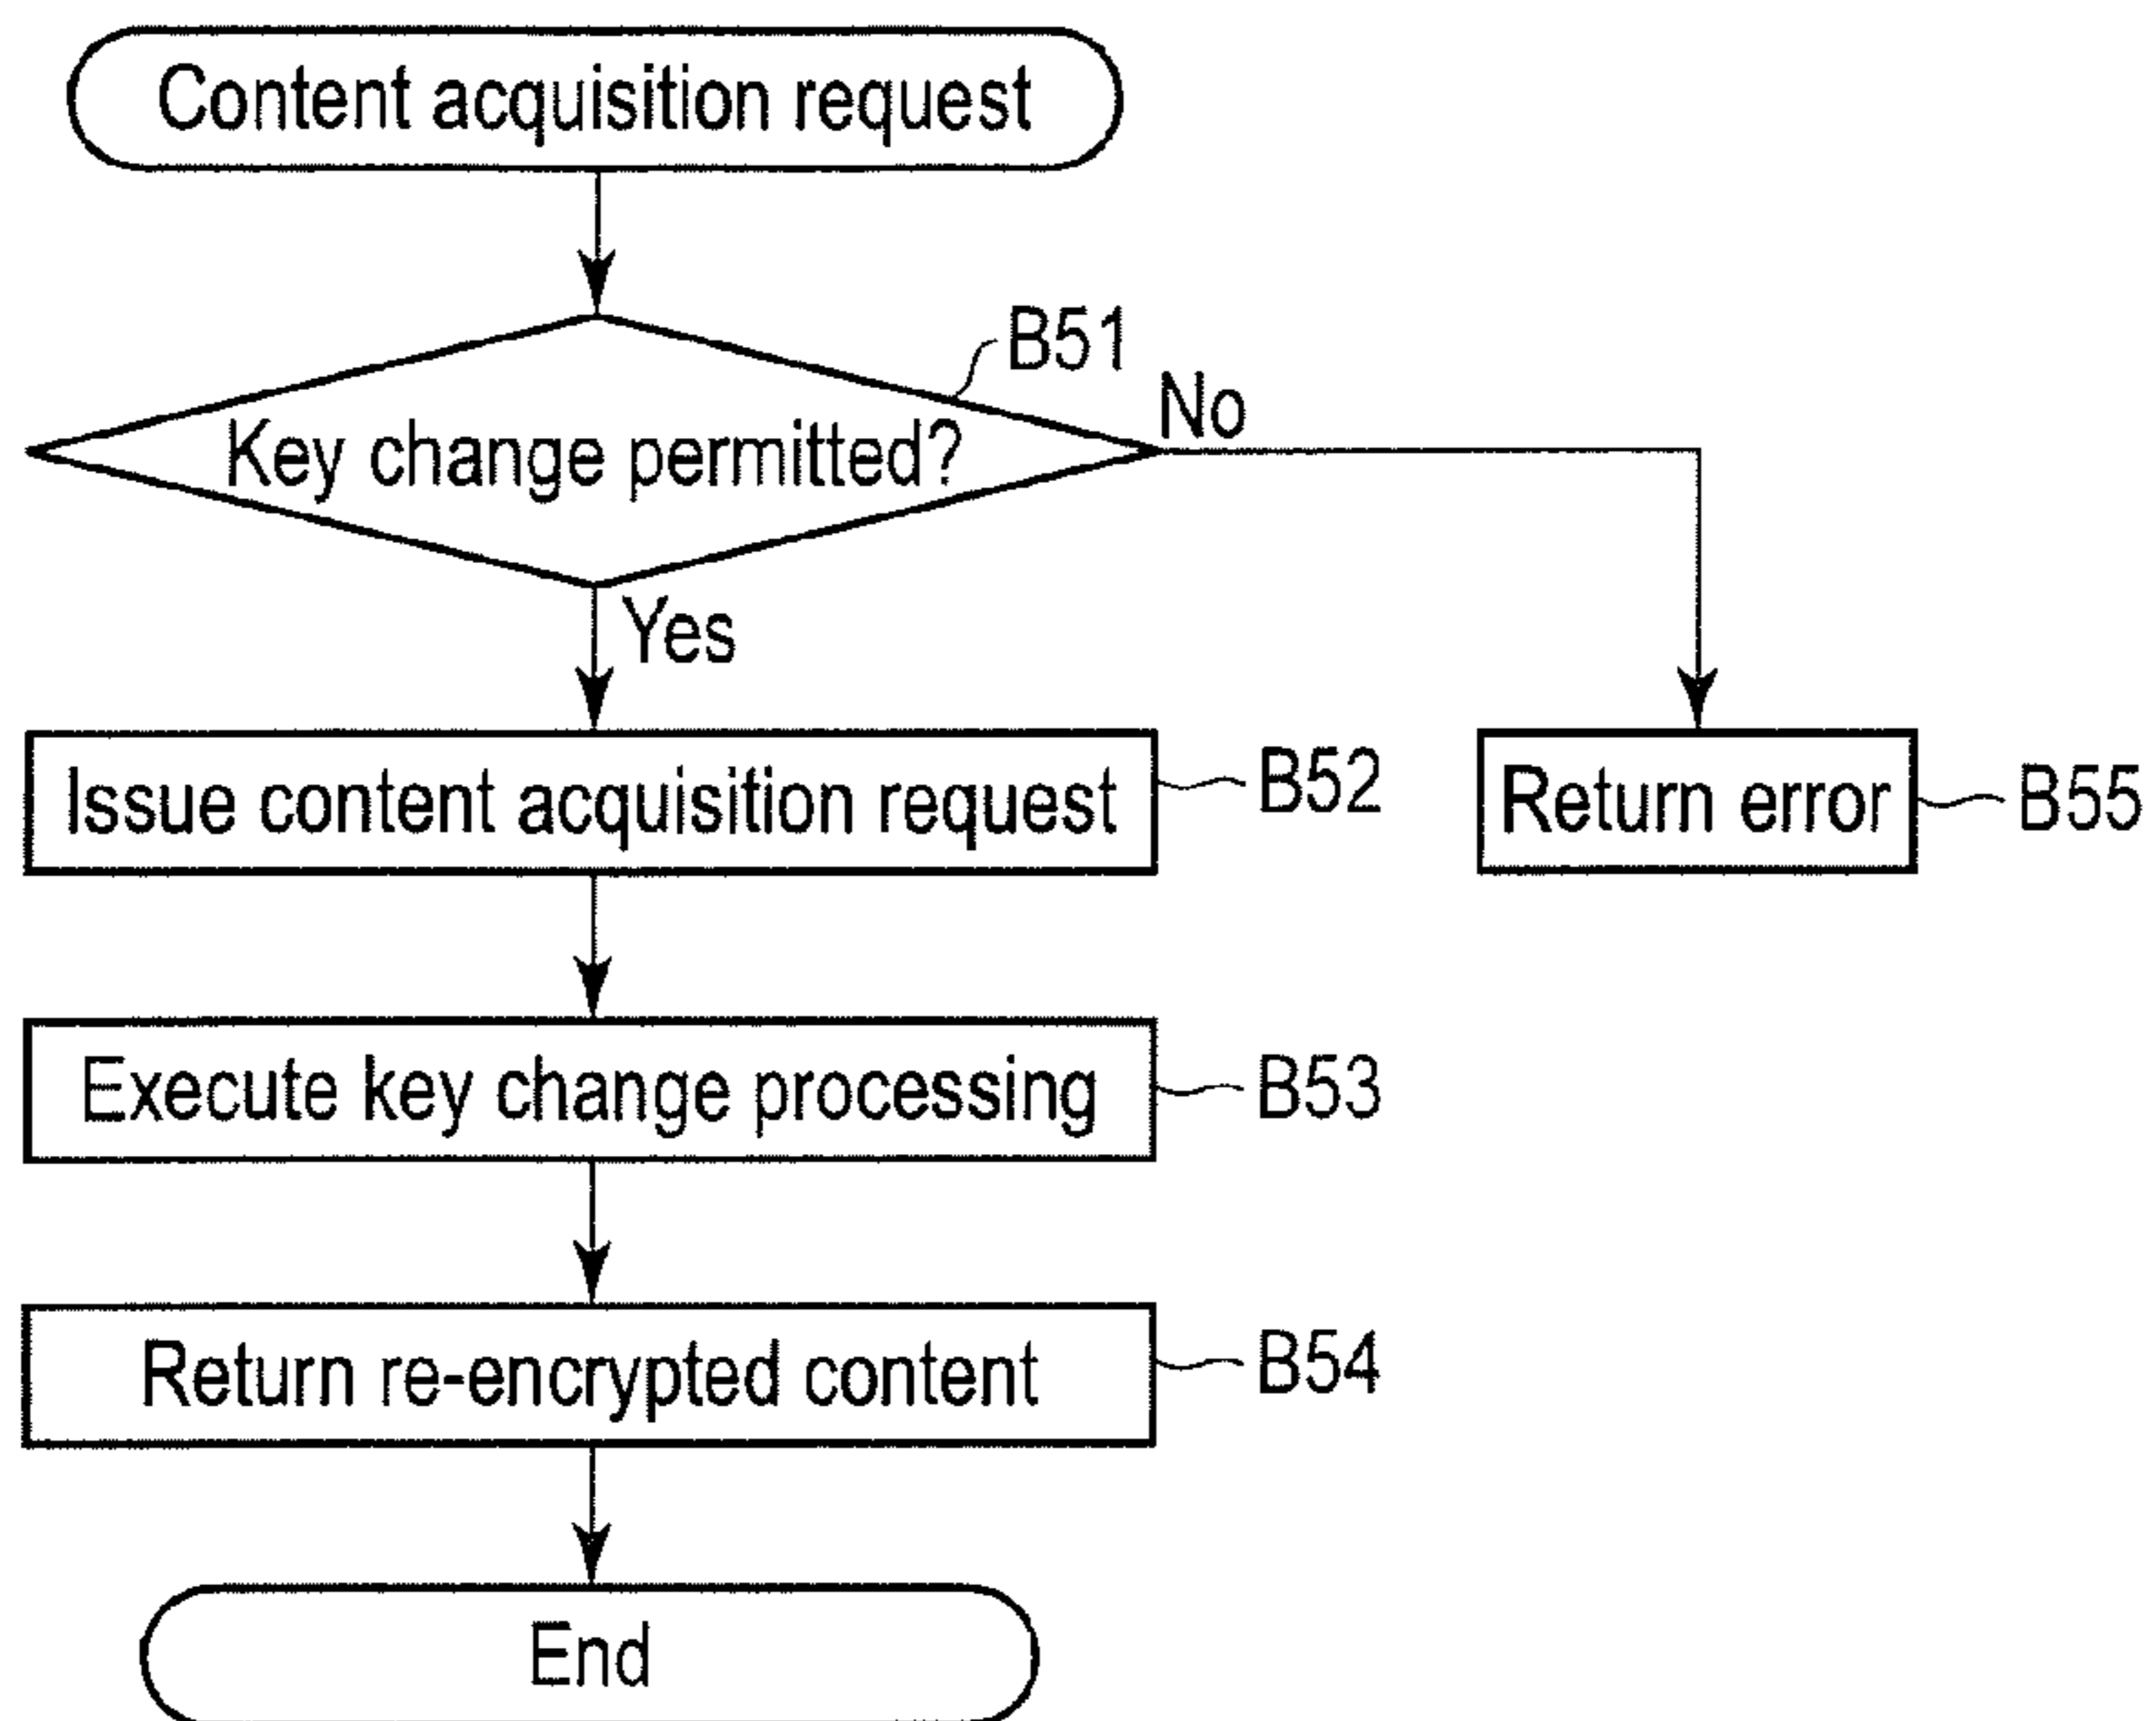 Content acquisition request
B51
Key change permitted?
No
Yes
Issue content acquisition request
B52
Return error
B55
Execute key change processing
B53
Return re-encrypted content
B54
End